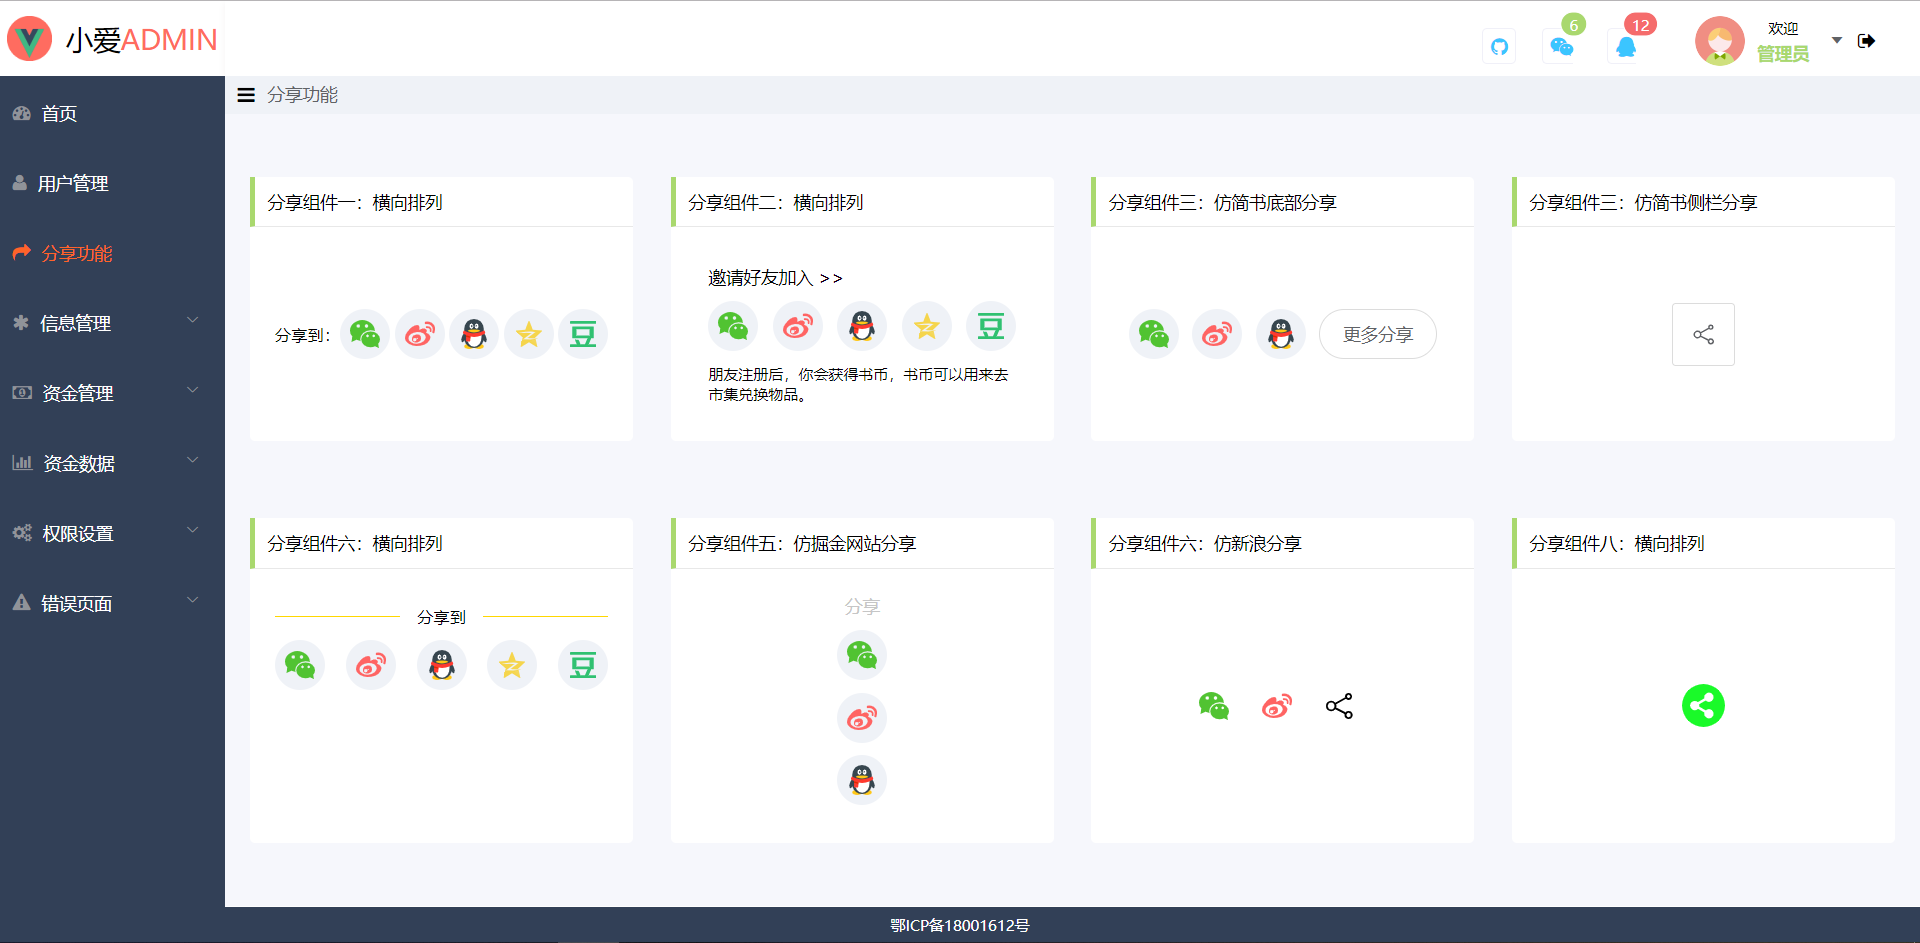 小爱ADMIN
6
12
欢迎
管理员
首页
用户管理
分享功能
信息管理
资金管理
资金数据
权限设置
错误页面
分享功能
分享组件一：横向排列
分享到：
分享组件二：横向排列
邀请好友加入 >>
朋友注册后，你会获得书币，书币可以用来去
市集兑换物品。
分享组件三：仿简书底部分享
更多分享
分享组件三：仿简书侧栏分享
分享组件六：横向排列
分享到
分享组件五：仿掘金网站分享
分享
分享组件六：仿新浪分享
分享组件八：横向排列
鄂ICP备18001612号